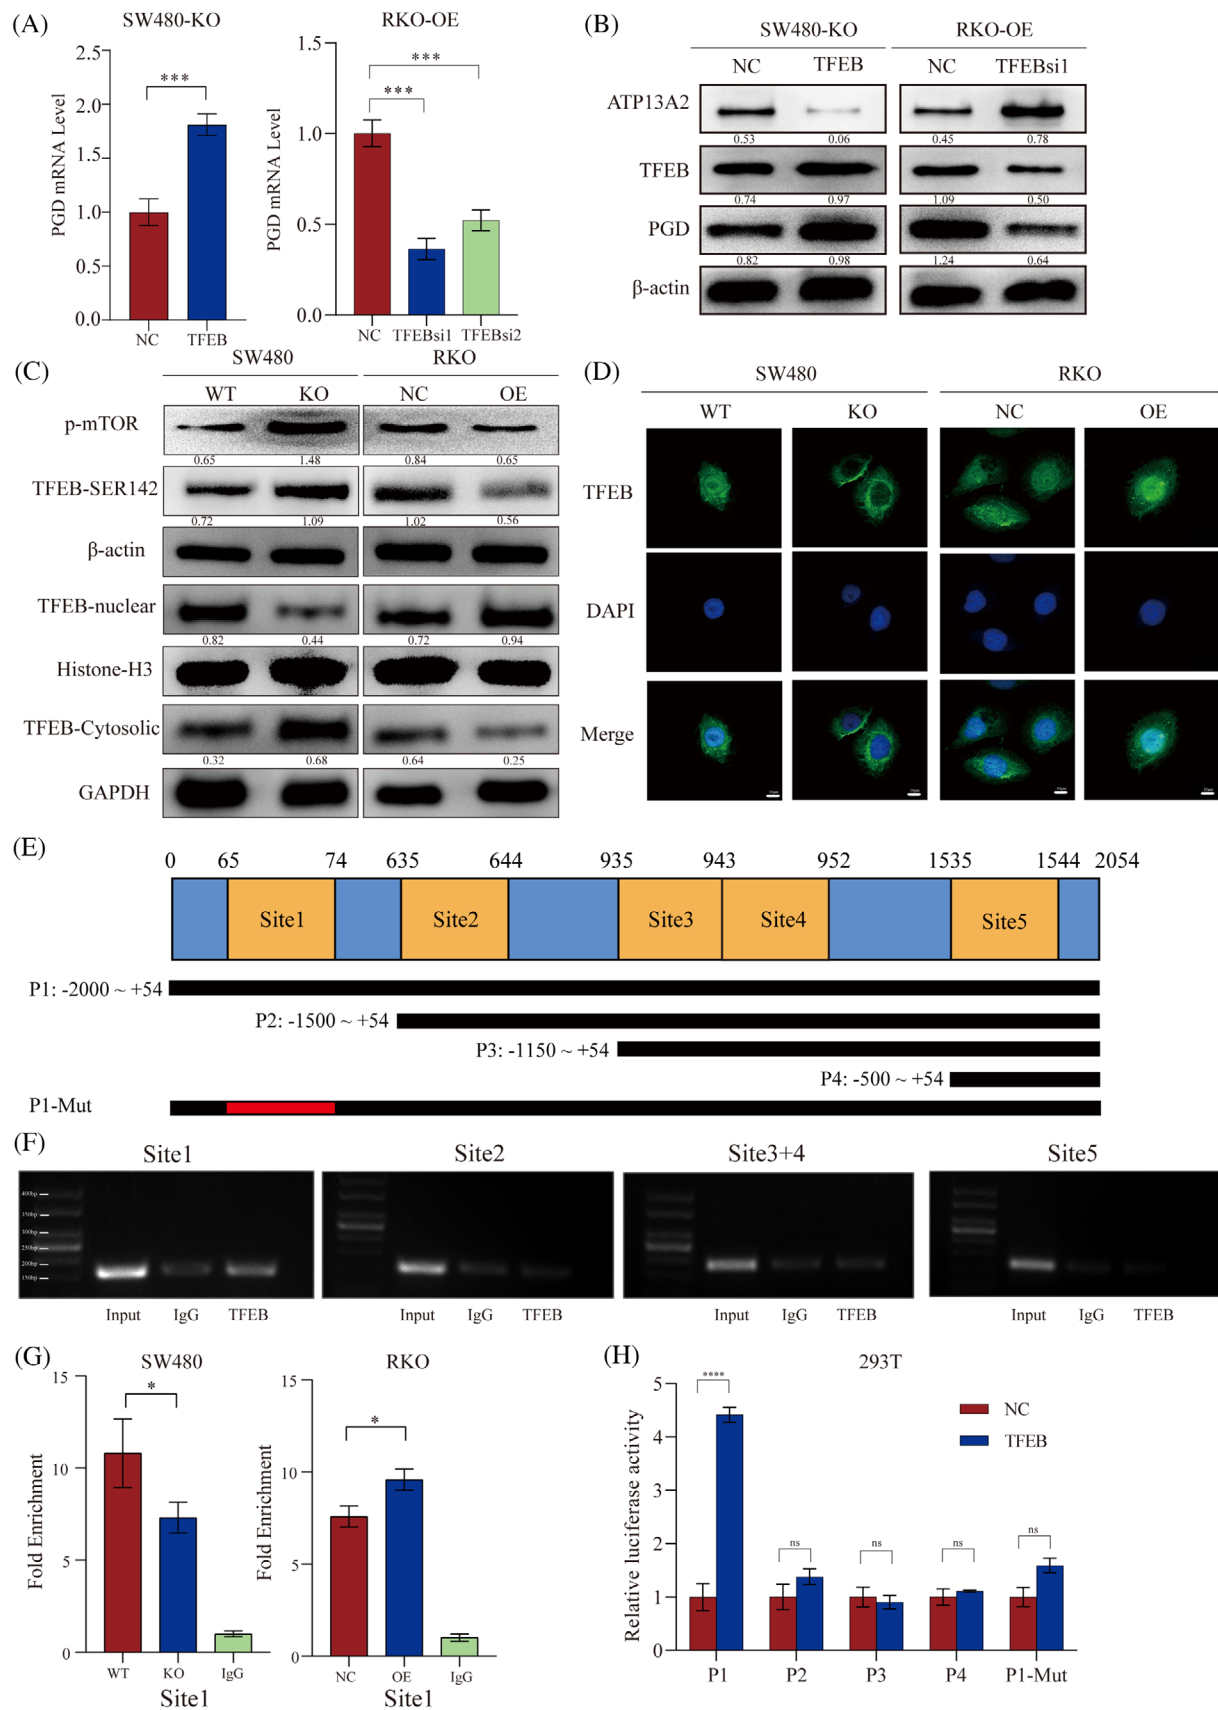 (A)
SW480-KO
RKO-OE
PGD mRNA Level
2.5
2.0
1.5
1.0
0.5
0.0
***
NC
TFEB
PGD mRNA Level
1.5
1.0
0.5
0.0
***
***
NC
TFEBsi1
TFEBsi2
(B)
SW480-KO
RKO-OE
NC
TFEB
NC
TFEBsi1
ATP13A2
0.53
0.06
0.45
0.78
TFEB
0.74
0.97
1.09
0.50
PGD
0.82
0.98
1.24
0.64
β-actin
(C)
SW480
RKO
WT
KO
NC
OE
p-mTOR
0.65
1.48
0.84
0.65
TFEB-SER142
0.72
1.09
1.02
0.56
β-actin
TFEB-nuclear
0.82
0.44
0.72
0.94
Histone-H3
TFEB-Cytosolic
0.32
0.68
0.64
0.25
GAPDH
(D)
SW480
RKO
WT
KO
NC
OE
TFEB
DAPI
Merge
(E)
0
65
74
635
644
935
943
952
1535
1544
2054
Site1
Site2
Site3
Site4
Site5
P1: -2000 ~ +54
P2: -1500 ~ +54
P3: -1150 ~ +54
P4: -500 ~ +54
P1-Mut
(F)
Site1
Site2
Site3+4
Site5
400bp
350bp
300bp
250bp
200bp
150bp
Input
IgG
TFEB
Input
IgG
TFEB
Input
IgG
TFEB
Input
IgG
TFEB
(G)
SW480
RKO
Fold Enrichment
15
10
5
0
*
WT
KO
IgG
Site1
Fold Enrichment
15
10
5
0
*
NC
OE
IgG
Site1
(H)
293T
Relative luciferase activity
5
4
3
2
1
0
****
ns
ns
ns
ns
NC
TFEB
P1
P2
P3
P4
P1-Mut